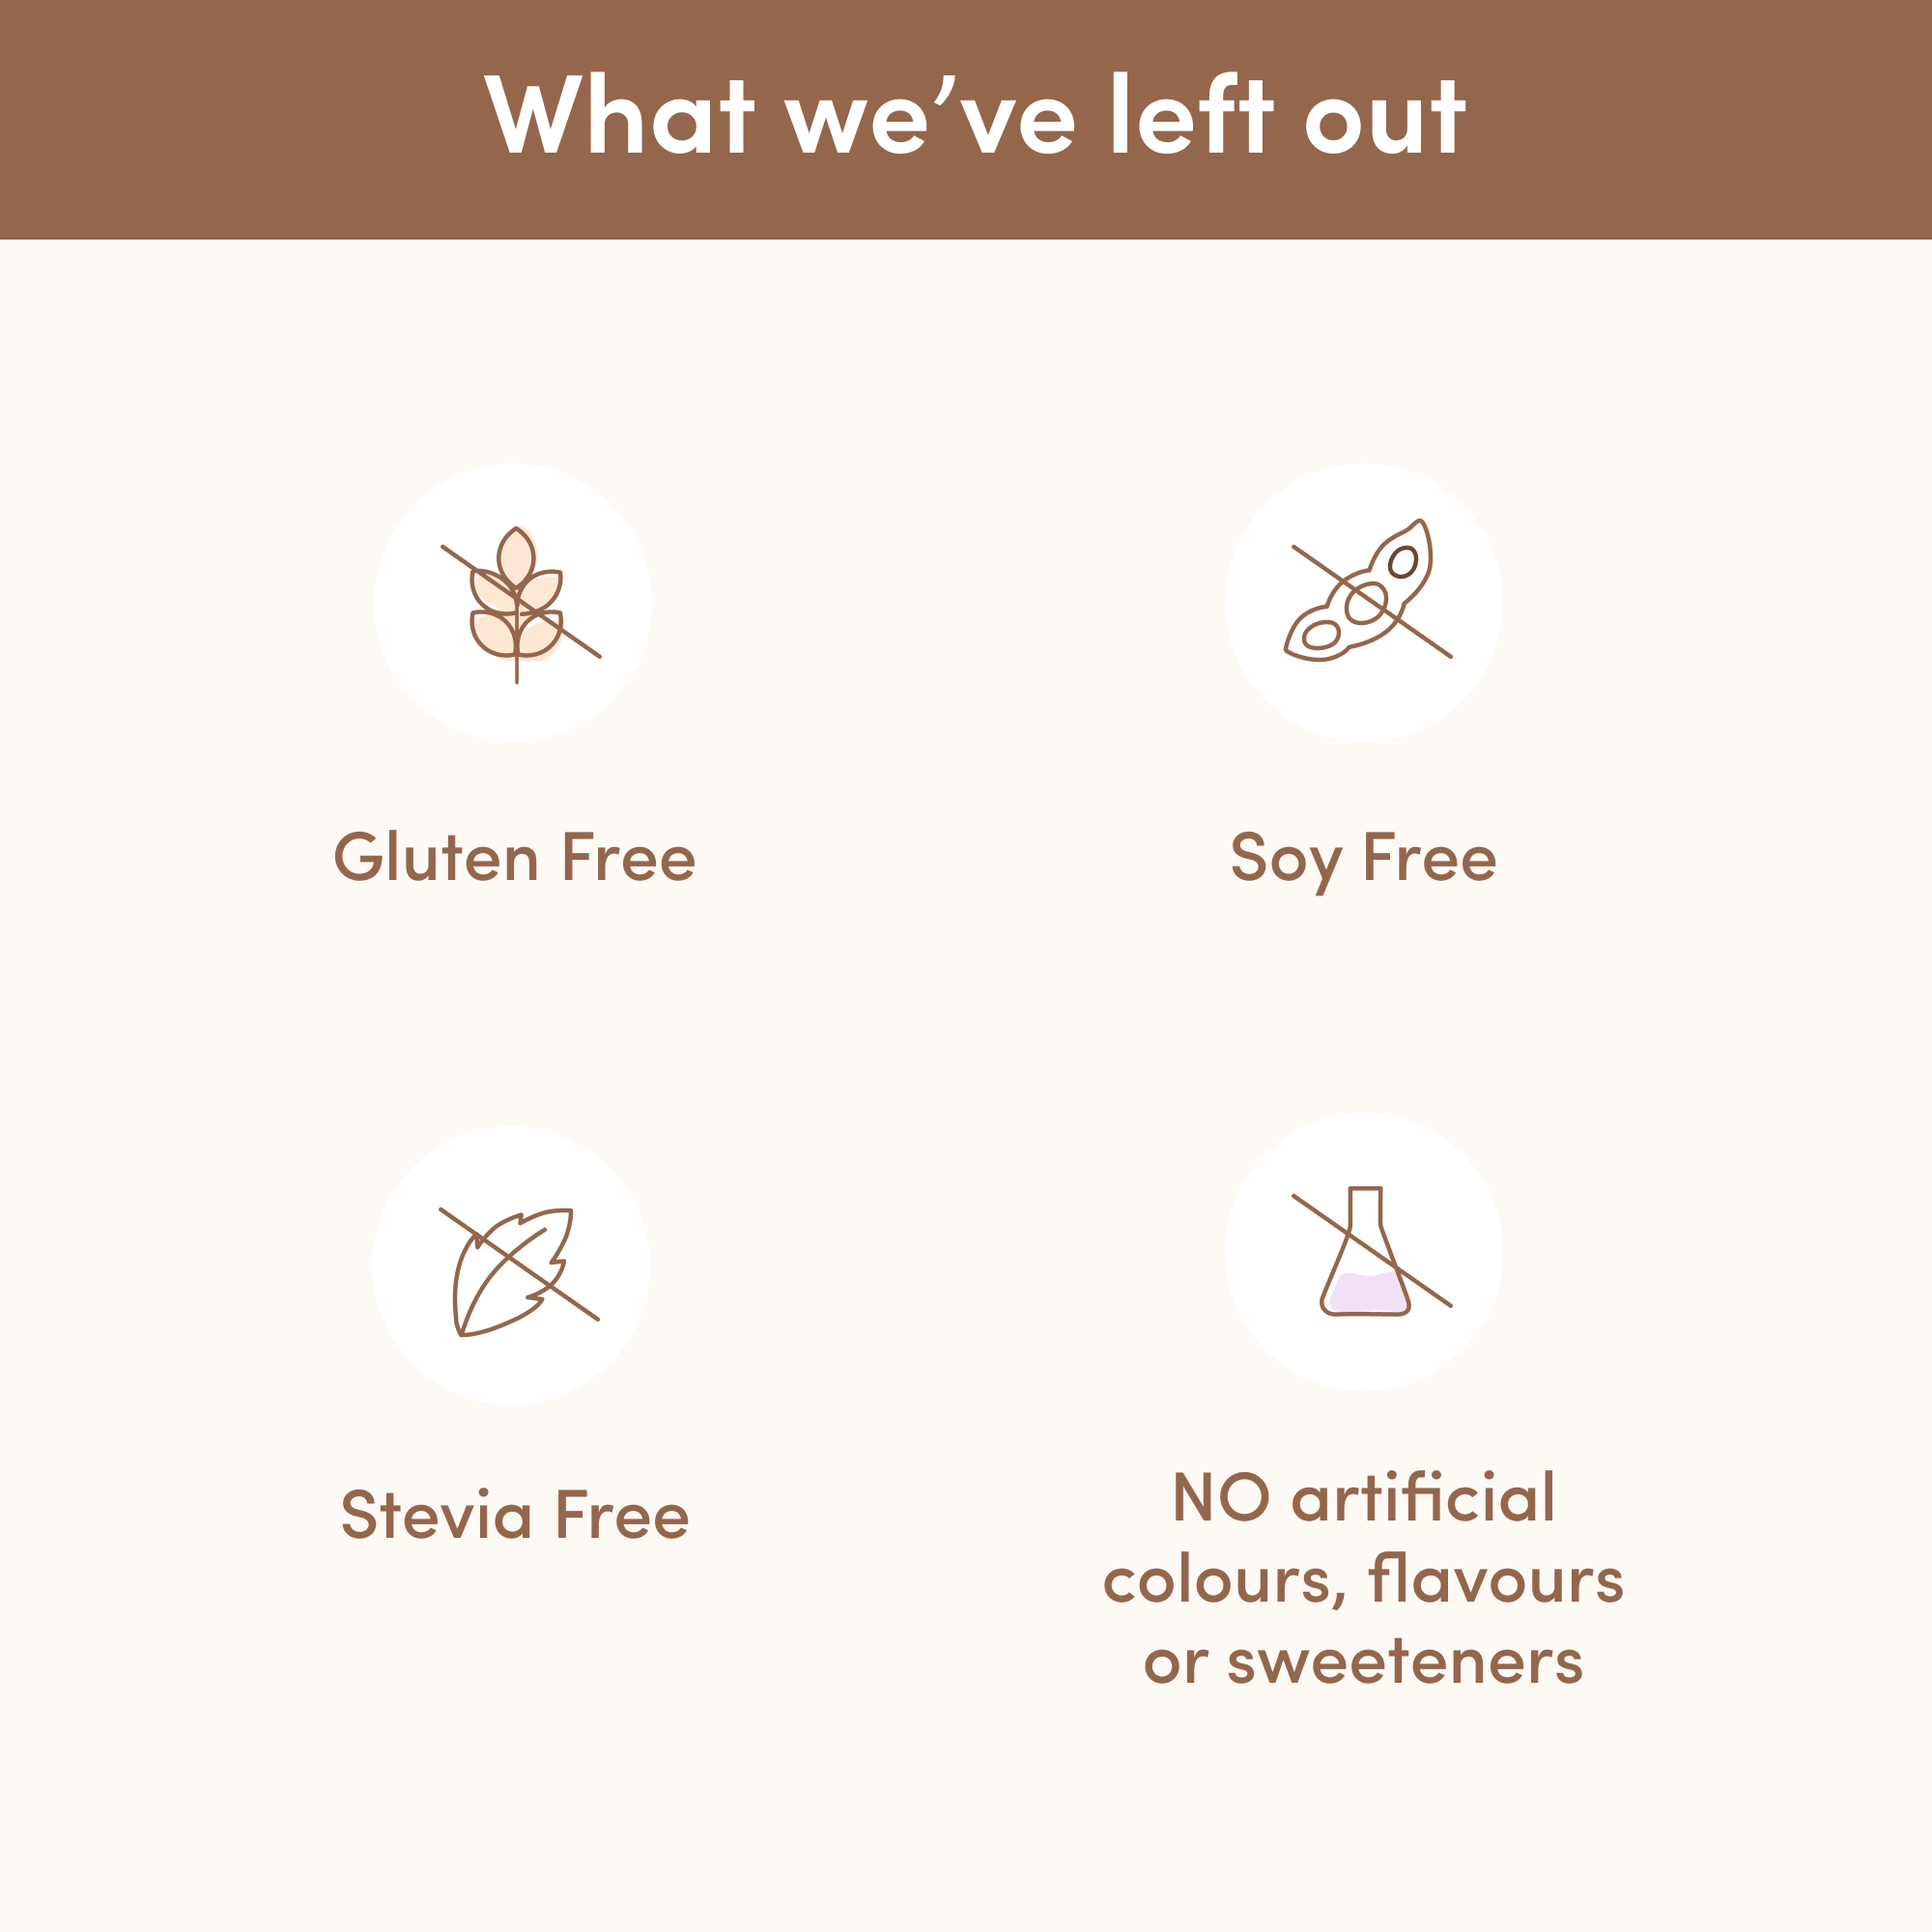 What we’ve left out
Gluten Free
Soy Free
Stevia Free
NO artificial
colours, flavours
or sweeteners